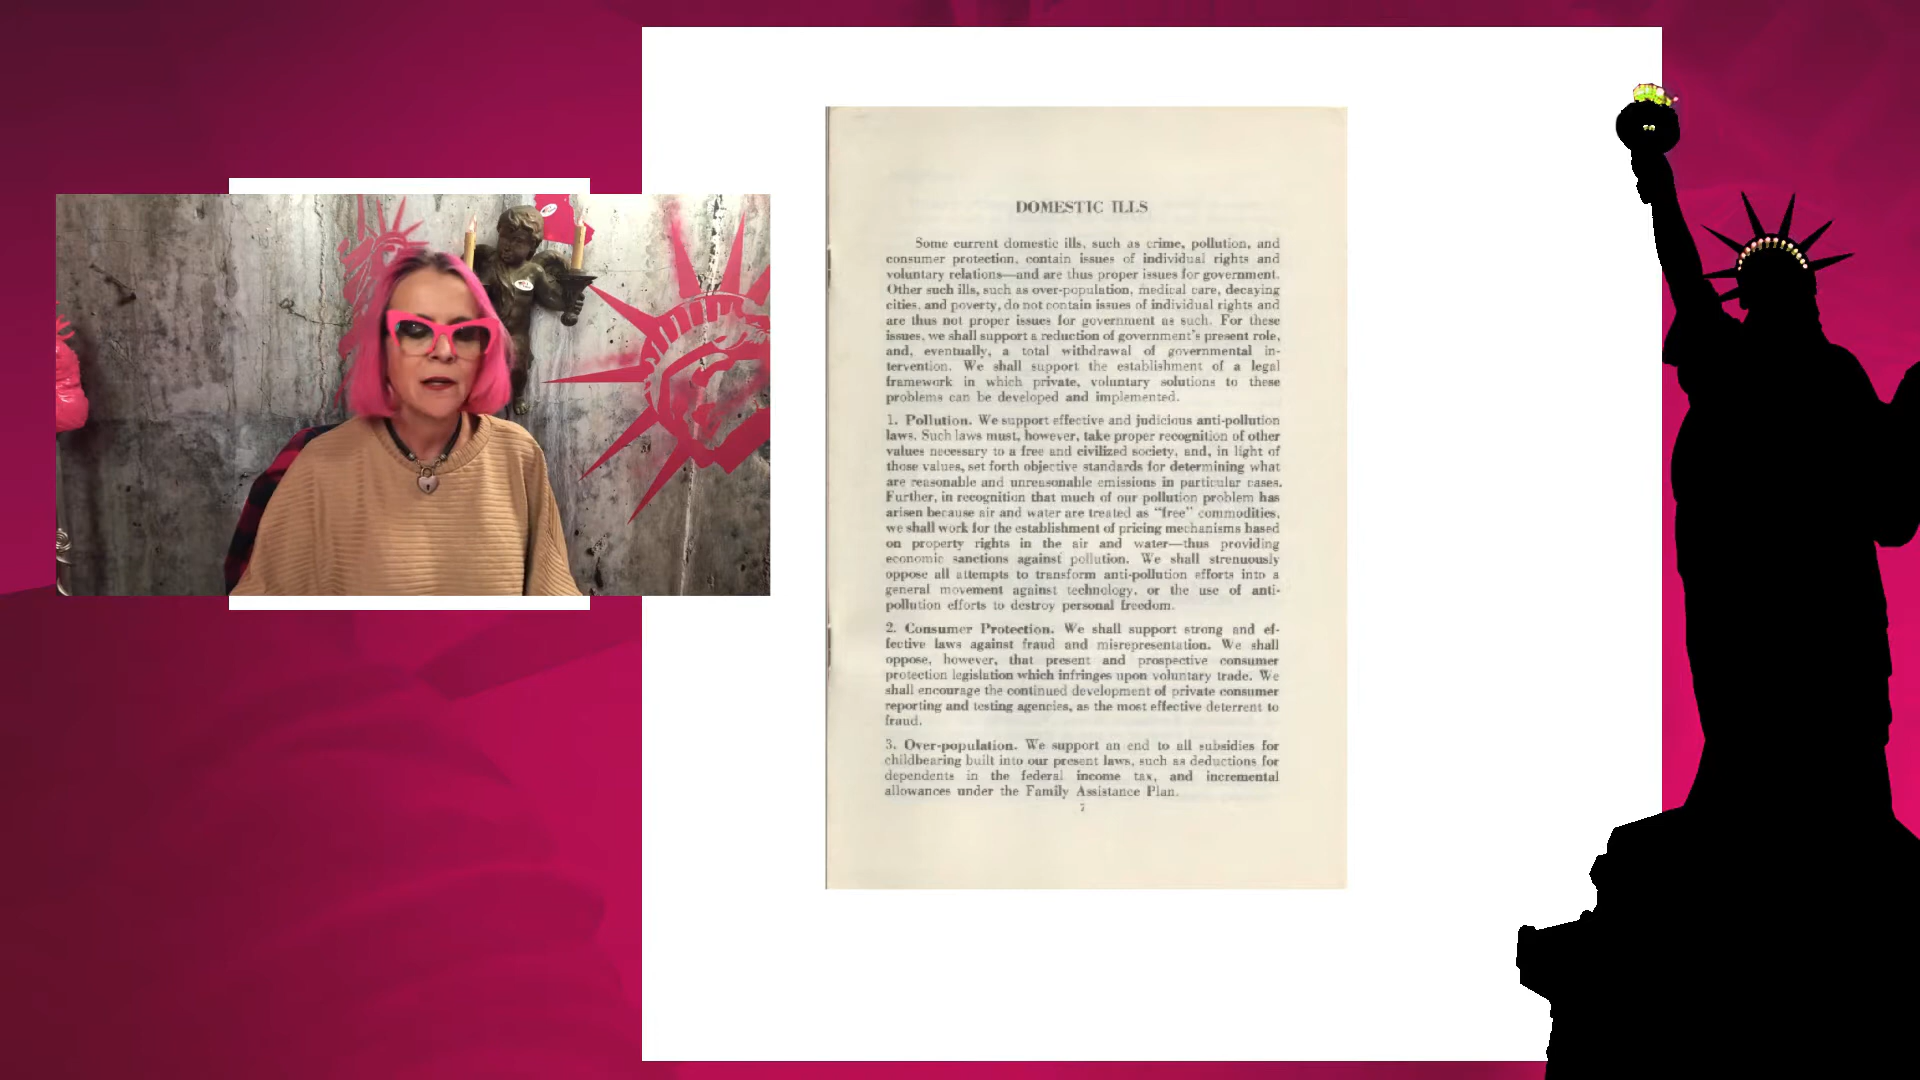 DOMESTIC ILLS
Some current domestic ills, such as crime, pollution, and
consumer protection, contain issues of individual rights and
voluntary relations—and are thus proper issues for government.
Other such ills, such as over-population, medical care, decaying
cities, and poverty, do not contain issues of individual rights and
are thus not proper issues for government as such. For these
issues, we shall support a reduction of government's present role,
and, eventually, a total withdrawal of governmental in-
tervention. We shall support the establishment of a legal
framework in which private, voluntary solutions to these
problems can be developed and implemented.
1. Pollution. We support effective and judicious anti-pollution
laws. Such laws must, however, take proper recognition of other
values necessary to a free and civilized society, and, in light of
those values, set forth objective standards for determining what
are reasonable and unreasonable emissions in particular cases.
Further, in recognition that much of our pollution problem has
arisen because air and water are treated as "free" commodities,
we shall work for the establishment of pricing mechanisms based
on property rights in the air and water—thus providing
economic sanctions against pollution. We shall strenuously
oppose all attempts to transform anti-pollution efforts into a
general movement against technology, or the use of anti-
pollution efforts to destroy personal freedom.
2. Consumer Protection. We shall support strong and ef-
fective laws against fraud and misrepresentation. We shall
oppose, however, that present and prospective consumer
protection legislation which infringes upon voluntary trade. We
shall encourage the continued development of private consumer
reporting and testing agencies, as the most effective deterrent to
fraud.
3. Over-population. We support an end to all subsidies for
childbearing built into our present laws, such as deductions for
dependents in the federal income tax, and incremental
allowances under the Family Assistance Plan.
7